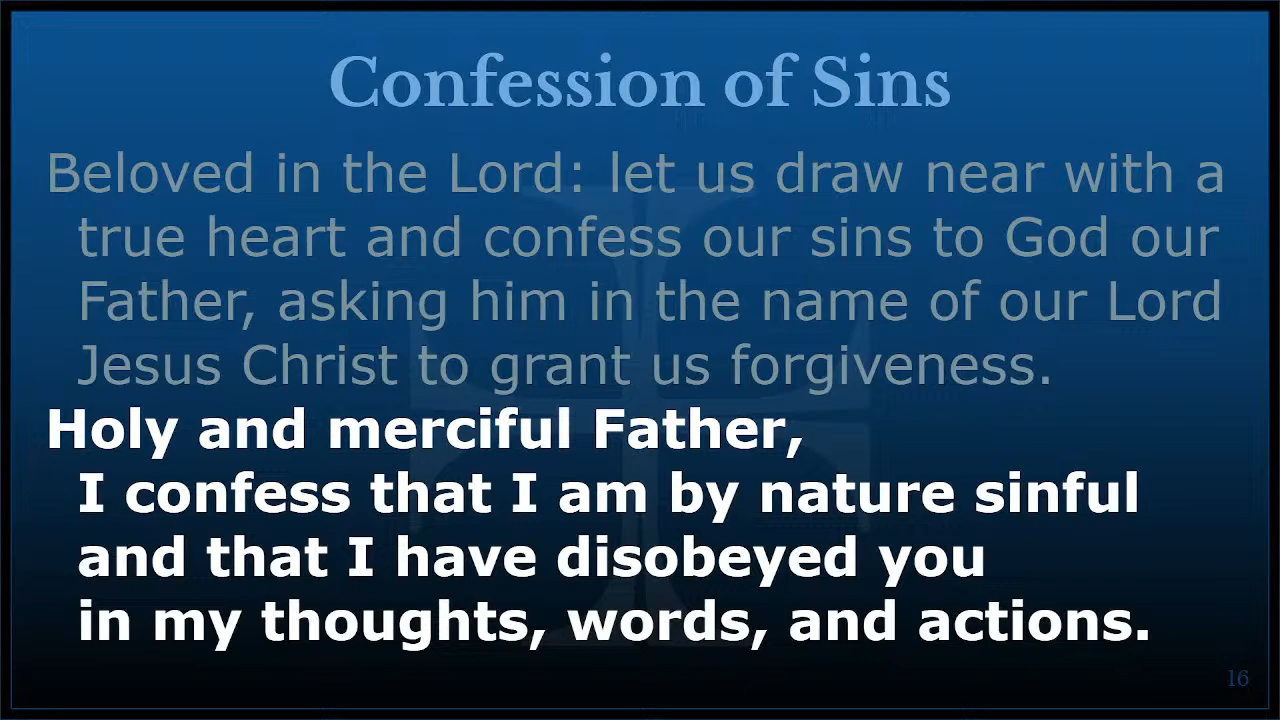 Confession of Sins
Beloved in the Lord: let us draw near with a
true heart and confess our sins to God our
Father, asking him in the name of our Lord
Jesus Christ to grant us forgiveness.
Holy and merciful Father,
I confess that I am by nature sinful
and that I have disobeyed you
in my thoughts, words, and actions.
16